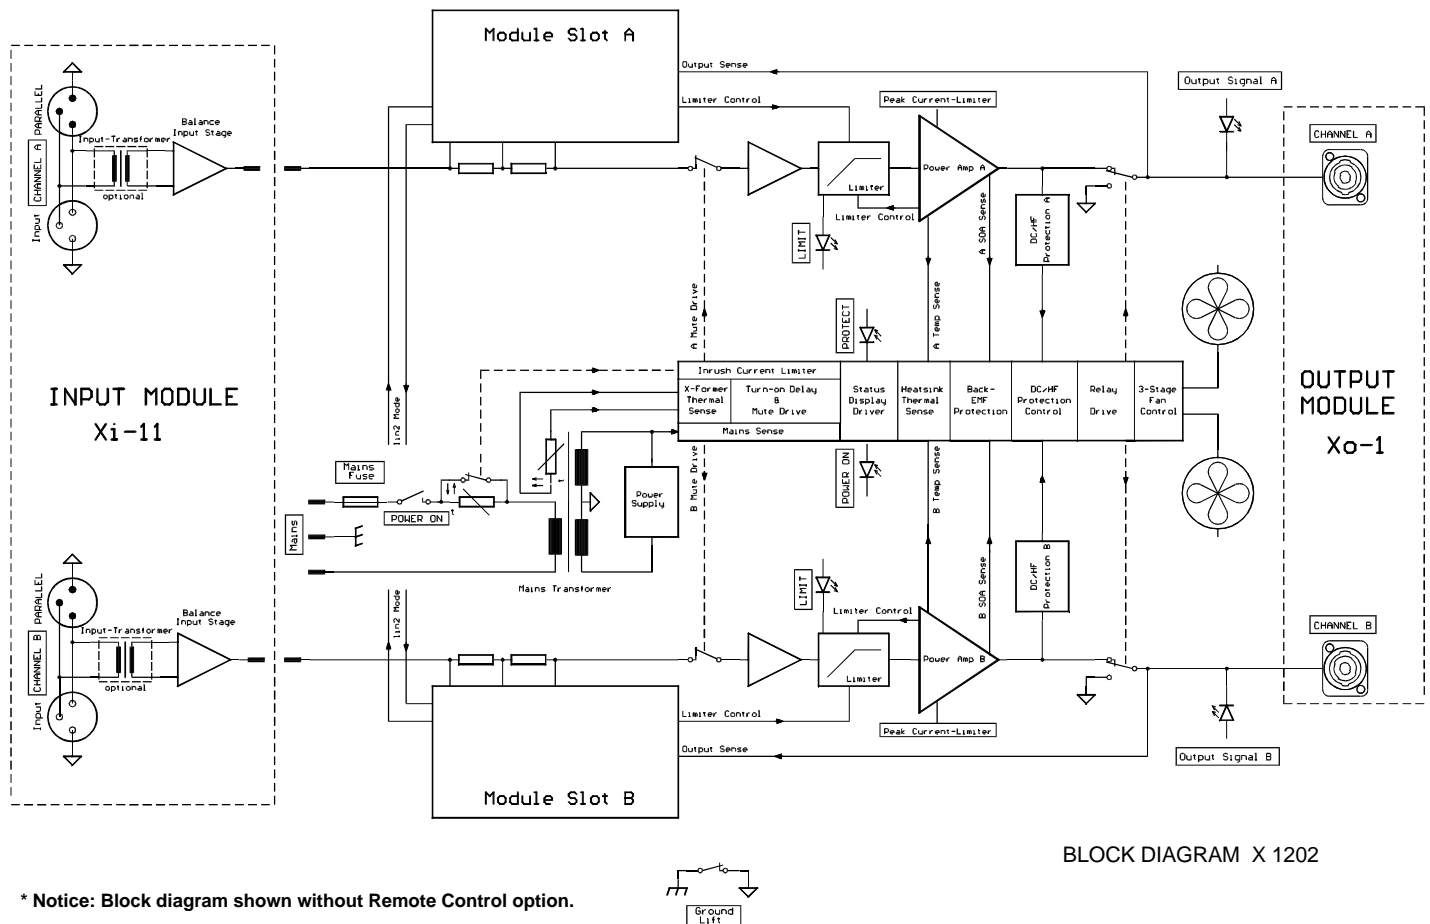 Module Slot A
Output Sense
Limiter Control
Peak Current-Limiter
Output Signal A
CHANNEL A
PARALLEL
CHANNEL A
Input
Input-Transformer
optional
Balance
Input Stage
Limiter
Power Amp A
Limiter Control
LIMIT
A SOA Sense
DC/HF
Protection A
A Mute Drive
PROTECT
A Temp Sense
INPUT MODULE
Xi-11
1in2 Mode
Inrush Current Limiter
X-Former
Thermal
Sense
Turn-on Delay
&
Mute Drive
Mains Sense
Status
Display
Driver
Heatsink
Thermal
Sense
Back-
EMF
Protection
DC/HF
Protection
Control
Relay
Drive
3-Stage
Fan
Control
OUTPUT
MODULE
Xo-1
Mains
Fuse
POWER ON
t
t
Mains
Power
Supply
Mains Transformer
B Mute Drive
POWER ON
B Temp Sense
1in2 Mode
PARALLEL
CHANNEL B
Input
Input-Transformer
optional
Balance
Input Stage
LIMIT
Limiter Control
B SOA Sense
DC/HF
Protection B
Limiter
Power Amp B
CHANNEL B
Limiter Control
Peak Current-Limiter
Output Sense
Output Signal B
Module Slot B
BLOCK DIAGRAM X 1202
* Notice: Block diagram shown without Remote Control option.
Ground
Lift